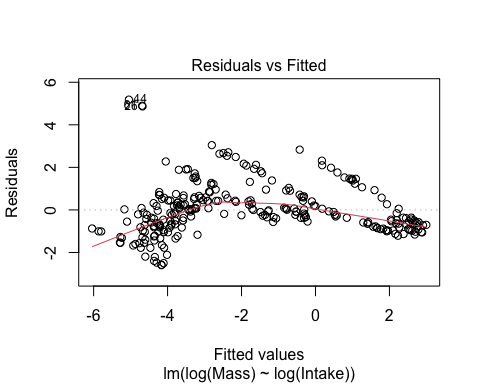 Residuals vs Fitted
Residuals
6
4
2
0
-2
44
-6
-4
-2
0
2
Fitted values
lm(log(Mass) ~ log(Intake))